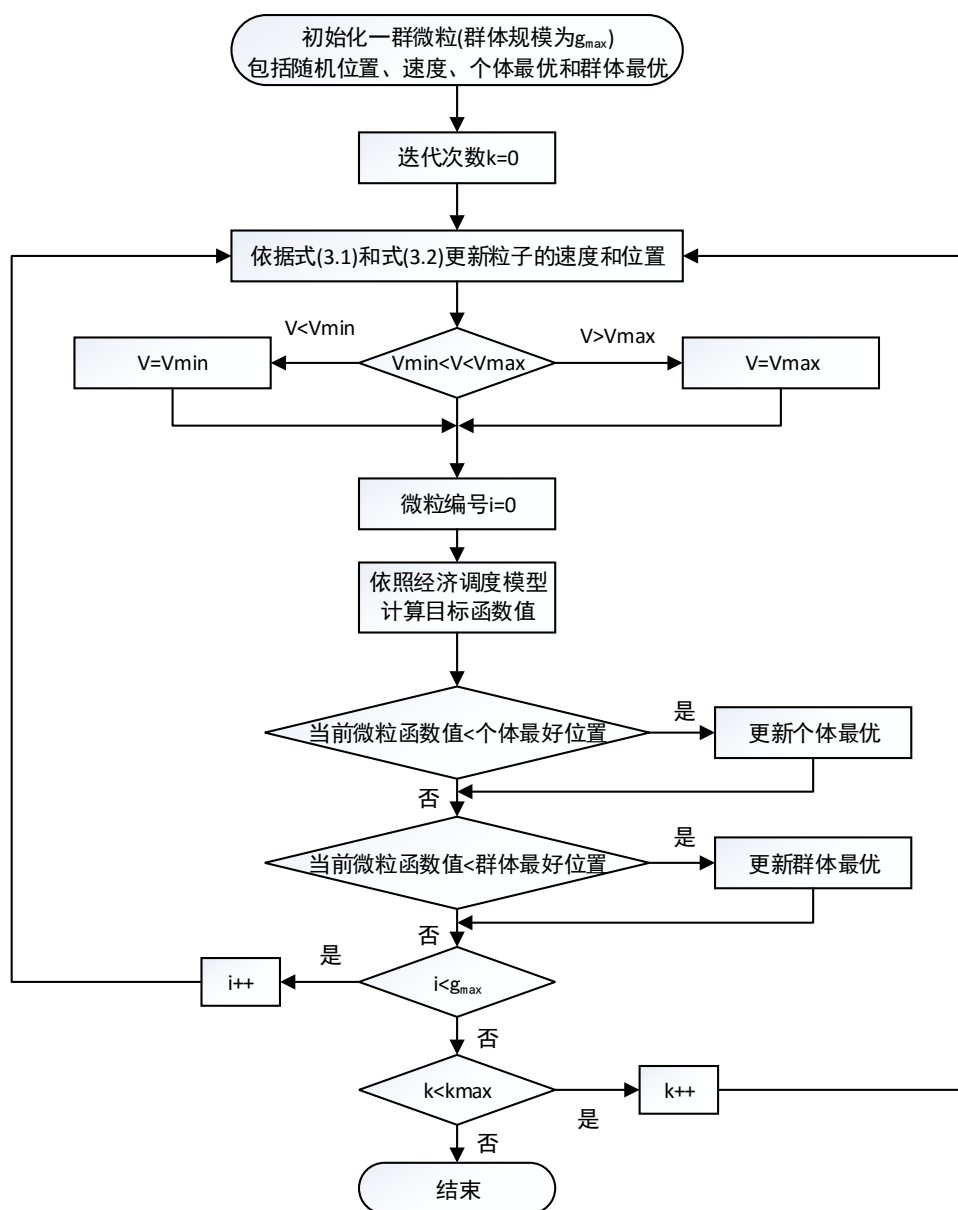 初始化一群微粒(群体规模为gmax)
包括随机位置、速度、个体最优和群体最优
迭代次数k=0
依据式(3.1)和式(3.2)更新粒子的速度和位置
V<Vmin
V>Vmax
V=Vmin
Vmin<V<Vmax
V=Vmax
微粒编号i=0
依照经济调度模型
计算目标函数值
当前微粒函数值<个体最好位置
是
更新个体最优
否
当前微粒函数值<群体最好位置
是
更新群体最优
否
i<gmax
是
i++
否
k<kmax
是
k++
否
结束